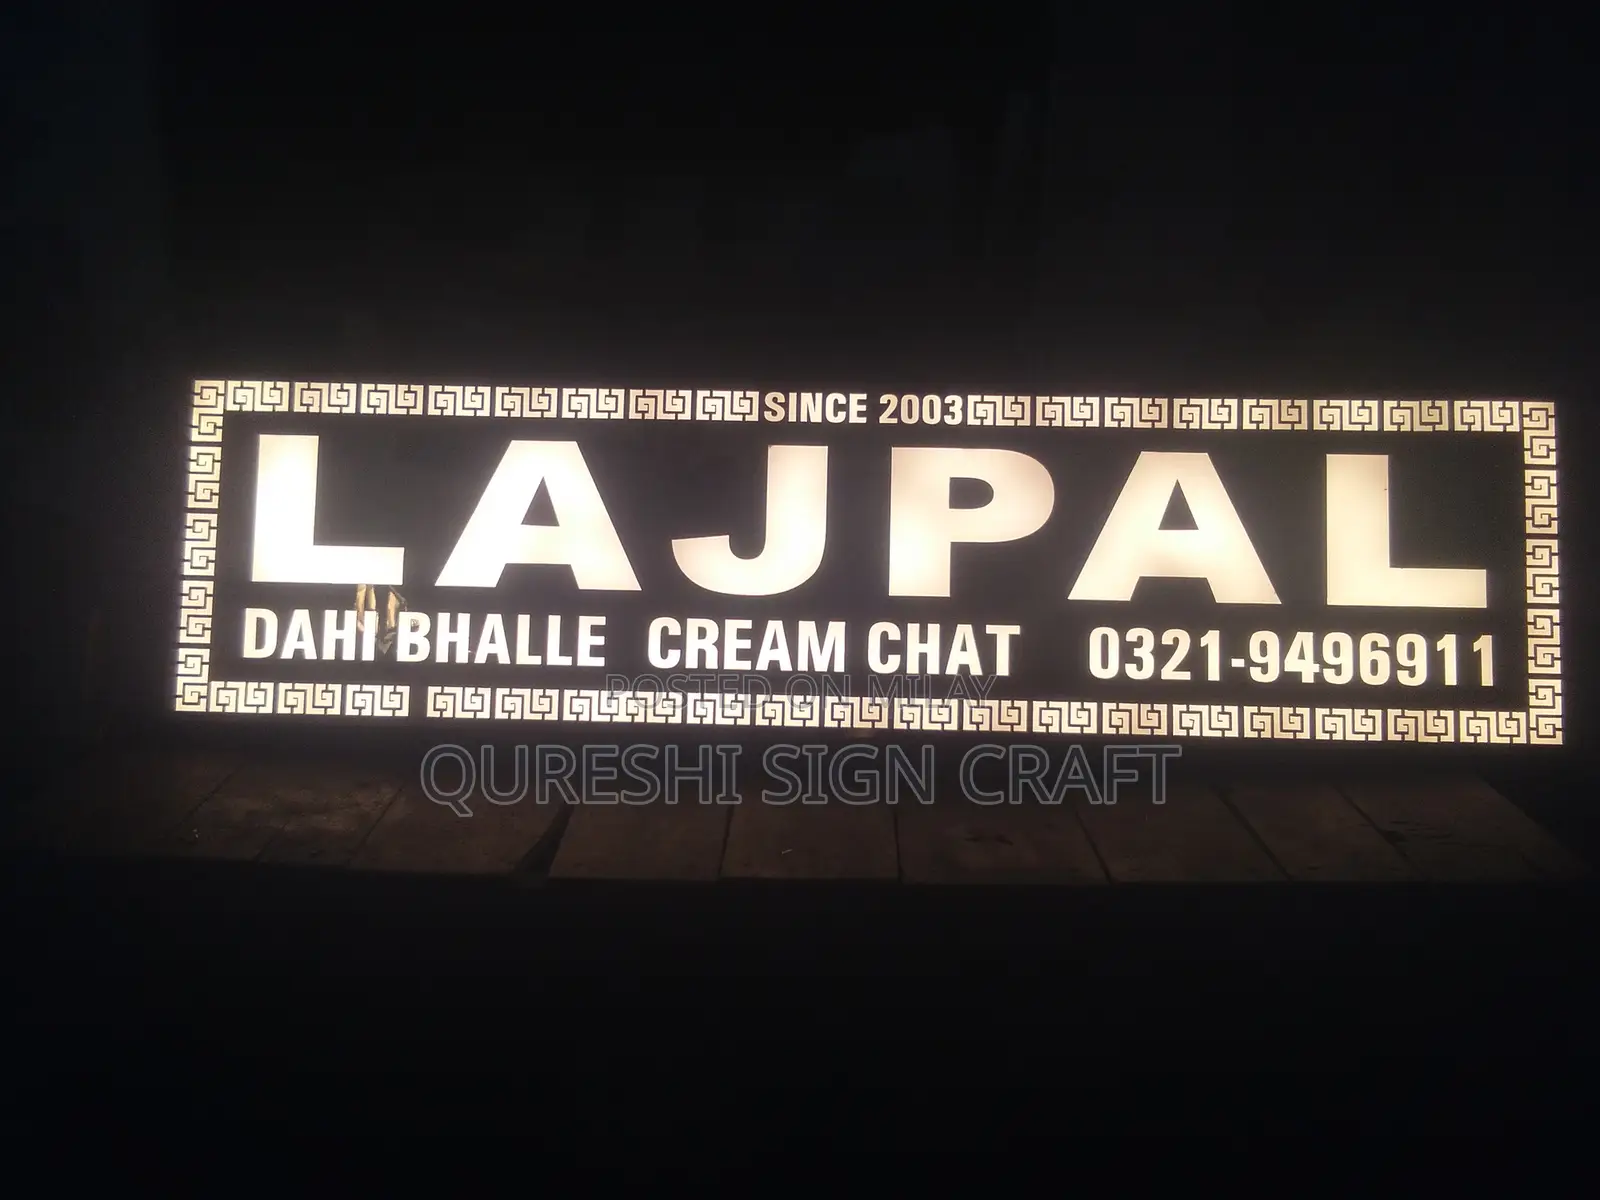 SINCE 2003
LAJPAL
DAHI BHALLE CREAM CHAT 0321-9496911
POSTED ON MILAY
QURESHI SIGN CRAFT